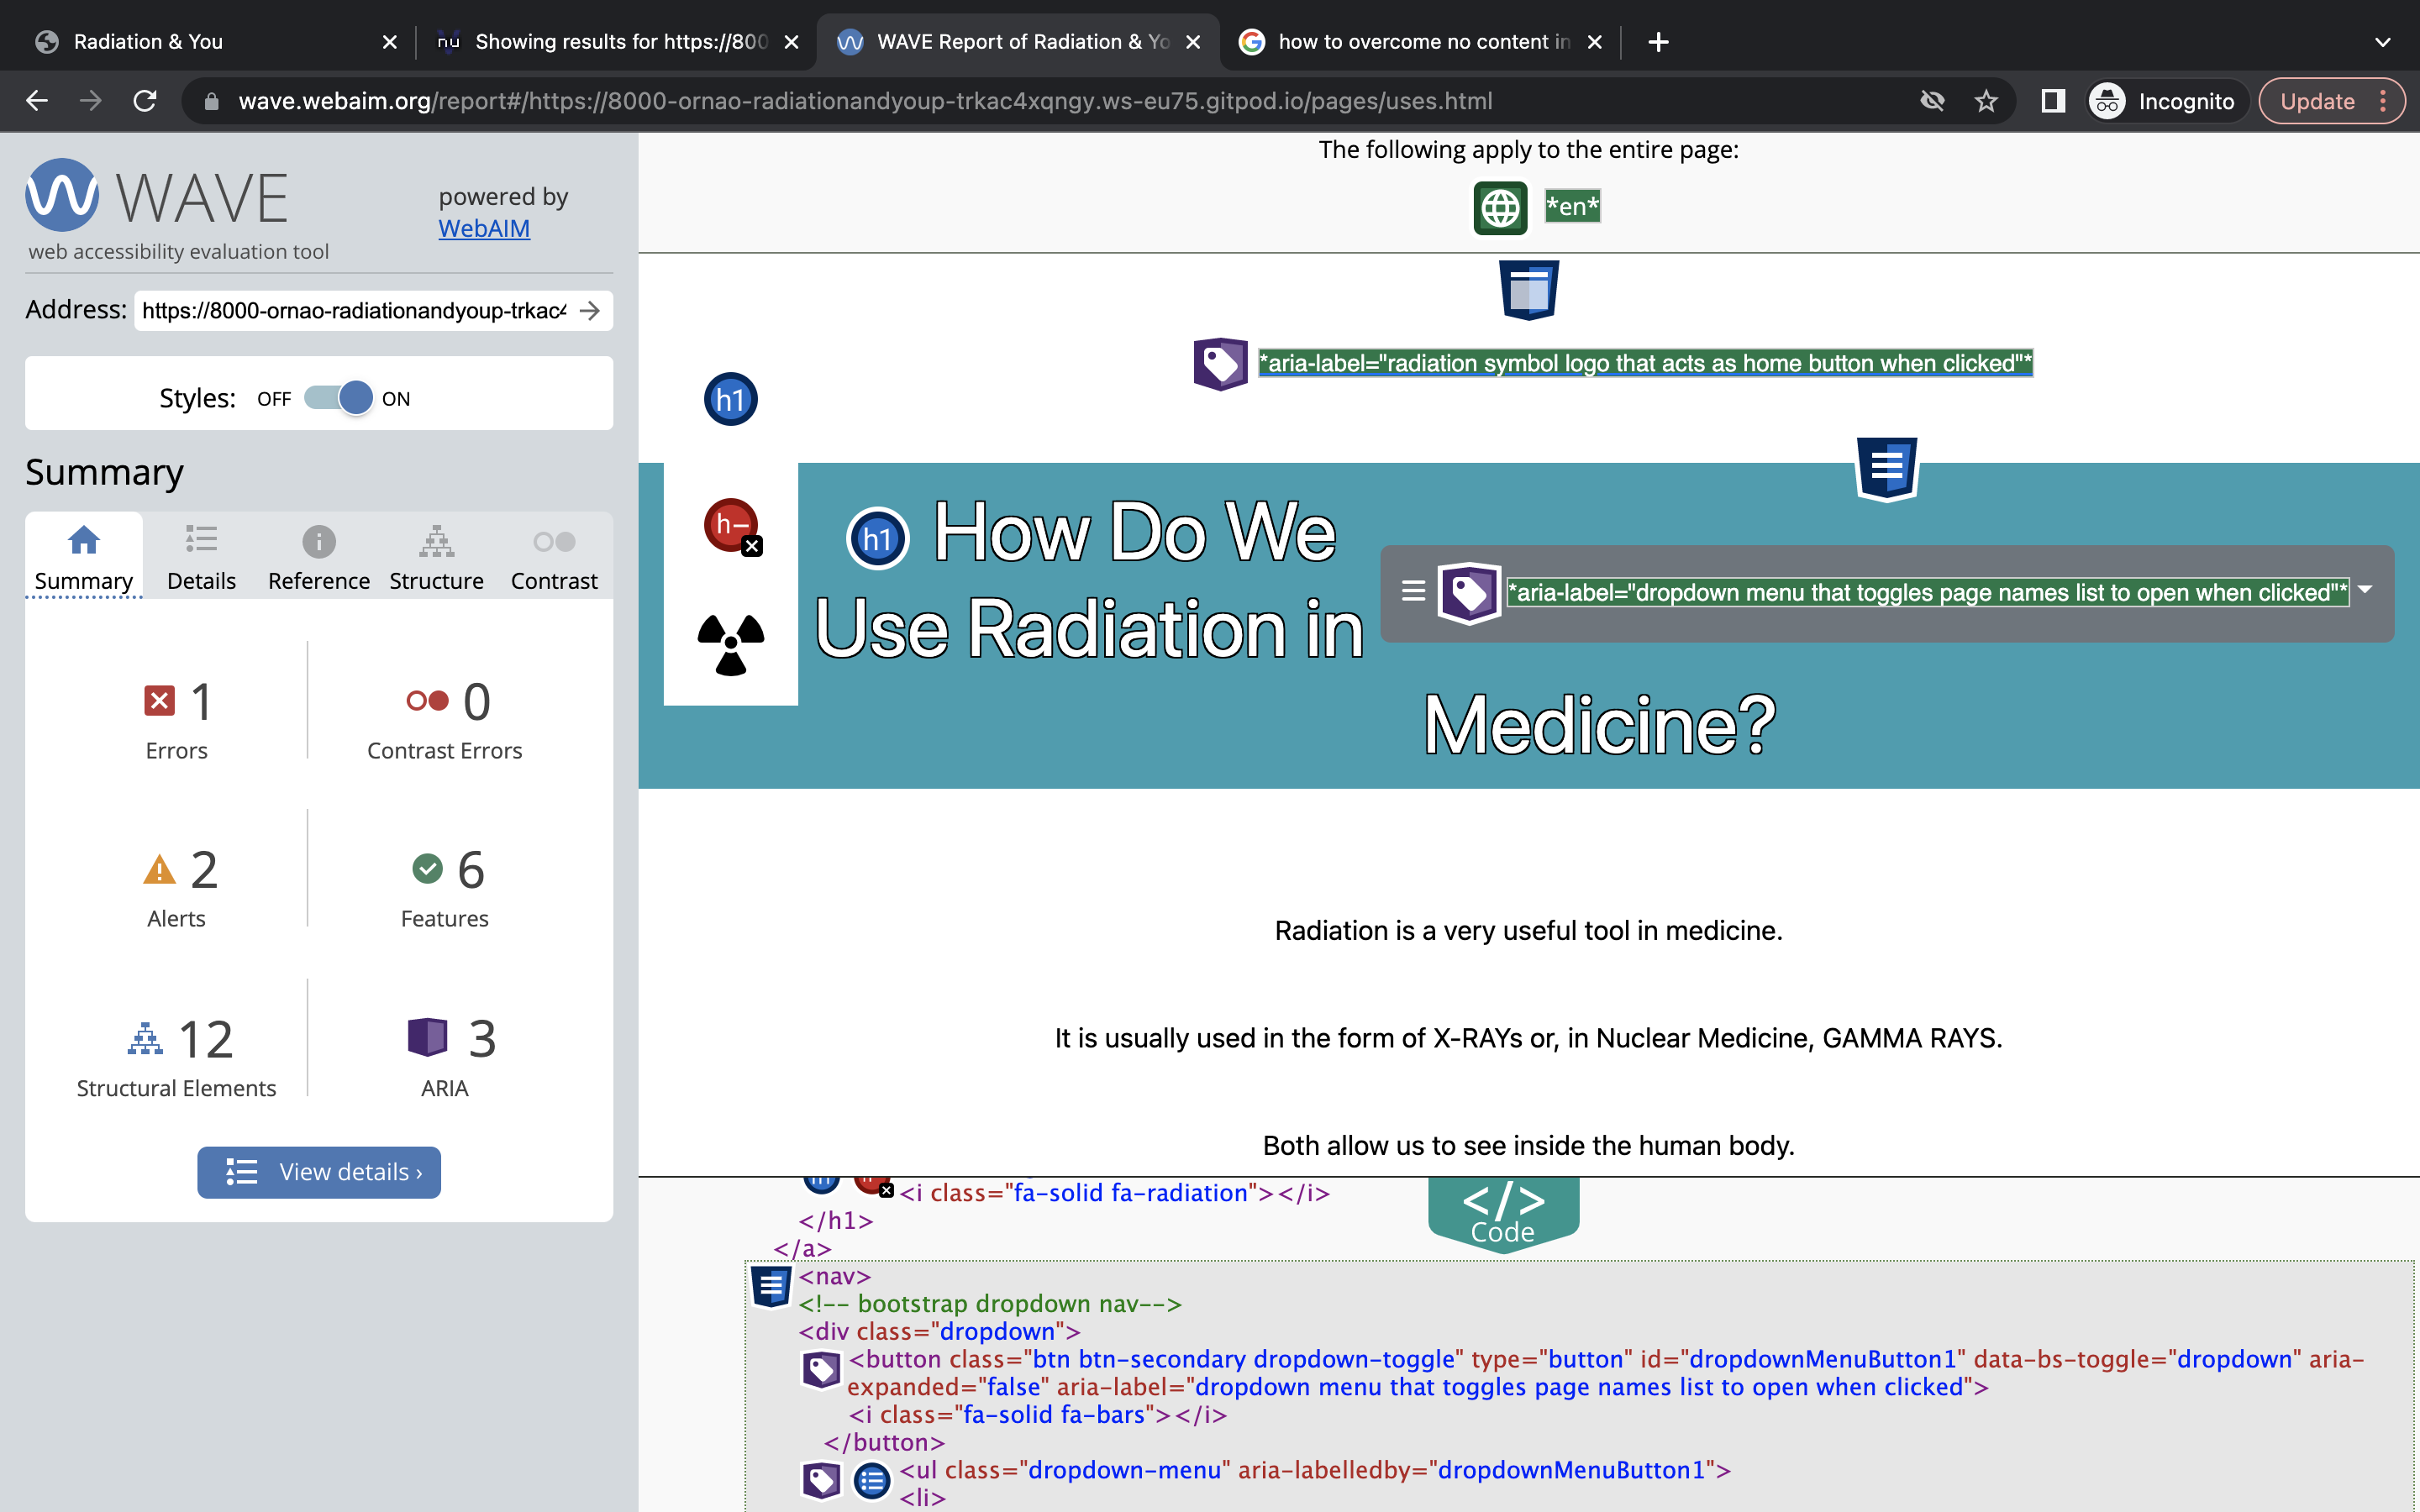 Radiation & You
nu Showing results for https://800
WAVE Report of Radiation & Yo
how to overcome no content in
wave.webaim.org/report#/https://8000-ornao-radiationandyoup-trkac4xqngy.ws-eu75.gitpod.io/pages/uses.html
Incognito
Update
WAVE
powered by
WebAIM
web accessibility evaluation tool
Address: https://8000-ornao-radiationandyoup-trkac4
Styles: OFF ON
Summary
Summary Details Reference Structure Contrast
1 0
Errors Contrast Errors
2 6
Alerts Features
12 3
Structural Elements ARIA
View details ›
The following apply to the entire page:
*en*
*aria-label="radiation symbol logo that acts as home button when clicked"*
h1
h-
h1 How Do We
Use Radiation in
*aria-label="dropdown menu that toggles page names list to open when clicked"*
Medicine?
Radiation is a very useful tool in medicine.
It is usually used in the form of X-RAYs or, in Nuclear Medicine, GAMMA RAYS.
Both allow us to see inside the human body.
<i class="fa-solid fa-radiation"></i>
</h1>
</a>
</>
Code
<nav>
<!-- bootstrap dropdown nav-->
<div class="dropdown">
<button class="btn btn-secondary dropdown-toggle" type="button" id="dropdownMenuButton1" data-bs-toggle="dropdown" aria-
expanded="false" aria-label="dropdown menu that toggles page names list to open when clicked">
<i class="fa-solid fa-bars"></i>
</button>
<ul class="dropdown-menu" aria-labelledby="dropdownMenuButton1">
<li>